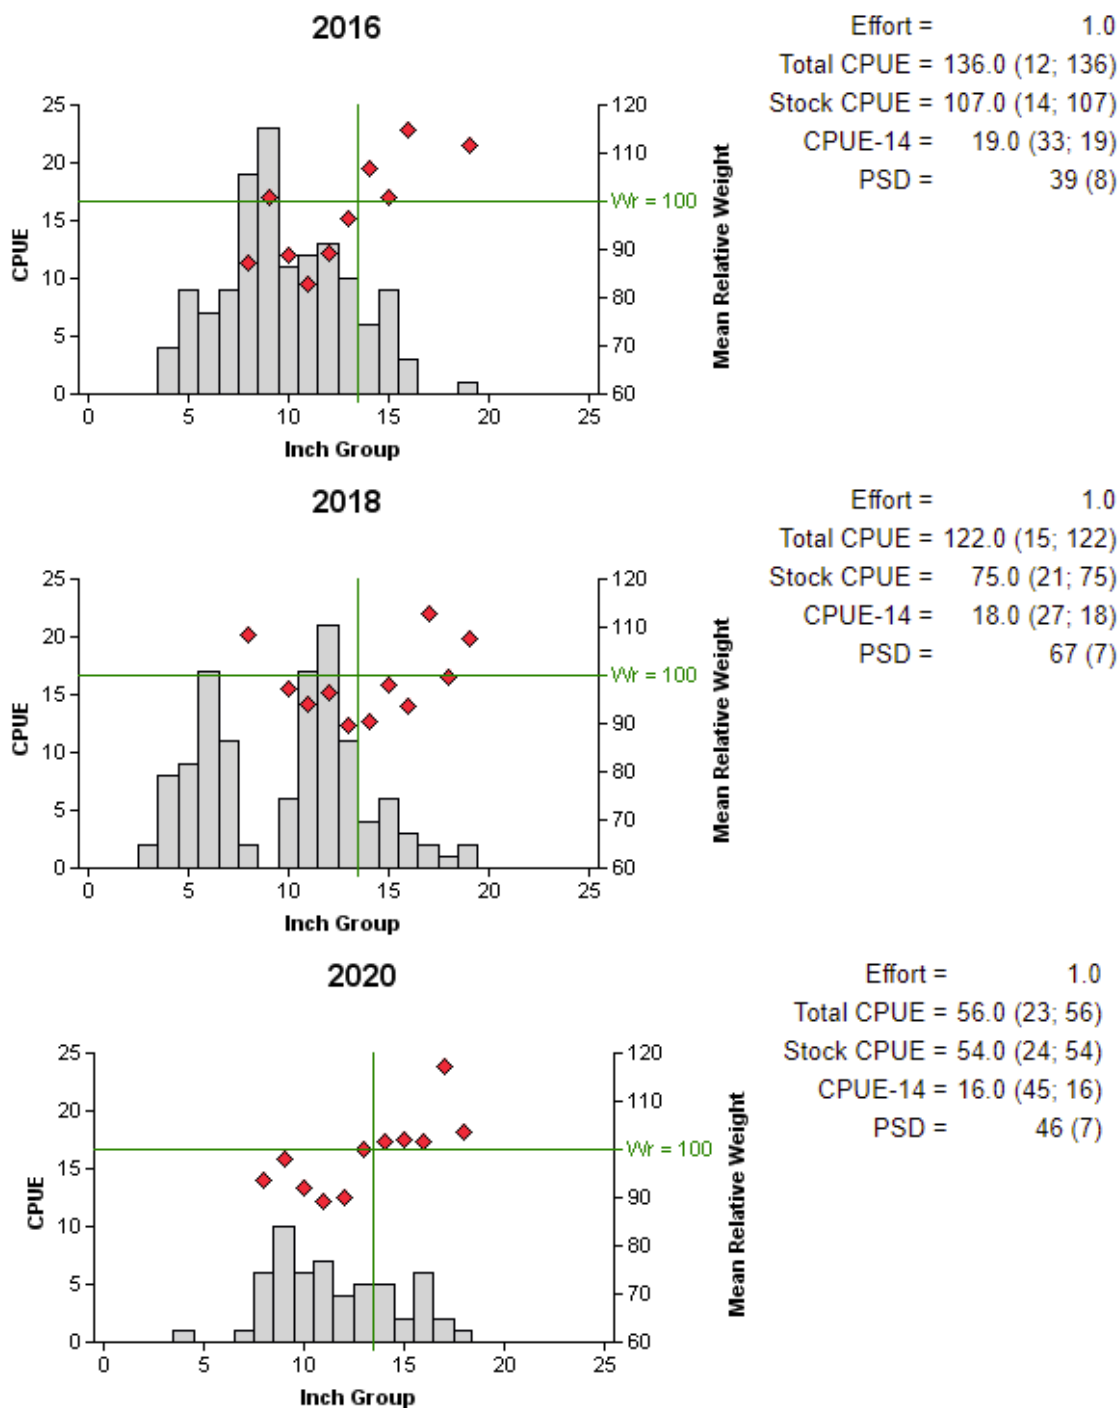 2016
Effort = 1.0
Total CPUE = 136.0 (12; 136)
Stock CPUE = 107.0 (14; 107)
CPUE-14 = 19.0 (33; 19)
PSD = 39 (8)
25 20 15 10 5 0
CPUE
120 110 90 80 70 60
Wr = 100
Mean Relative Weight
0 5 10 15 20 25
Inch Group
2018
Effort = 1.0
Total CPUE = 122.0 (15; 122)
Stock CPUE = 75.0 (21; 75)
CPUE-14 = 18.0 (27; 18)
PSD = 67 (7)
25 20 15 10 5 0
CPUE
120 110 90 80 70 60
Wr = 100
Mean Relative Weight
0 5 10 15 20 25
Inch Group
2020
Effort = 1.0
Total CPUE = 56.0 (23; 56)
Stock CPUE = 54.0 (24; 54)
CPUE-14 = 16.0 (45; 16)
PSD = 46 (7)
25 20 15 10 5 0
CPUE
120 110 90 80 70 60
Wr = 100
Mean Relative Weight
0 5 10 15 20 25
Inch Group